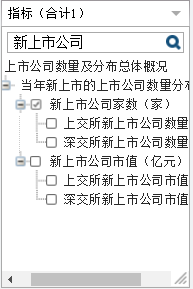 指标（合计1）
新上市公司
上市公司数量及分布总体概况
当年新上市的上市公司数量分布
新上市公司家数（家）
上交所新上市公司数量
深交所新上市公司数量
新上市公司市值（亿元）
上交所新上市公司市值
深交所新上市公司市值